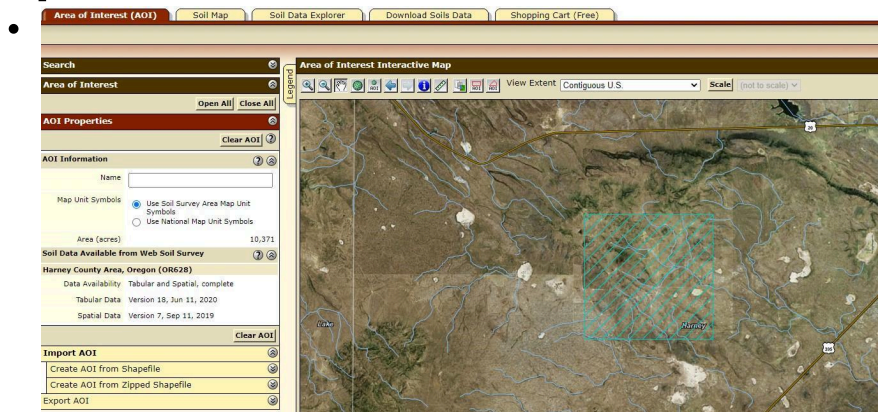 Area of Interest (AOI) Soil Map Soil Data Explorer Download Soils Data Shopping Cart (Free)
Search
Area of Interest
Open All Close All
AOI Properties
Clear AOI ?
AOI Information ?
Name
Map Unit Symbols
Use Soil Survey Area Map Unit
Symbols
Use National Map Unit Symbols
Area (acres) 10,371
Soil Data Available from Web Soil Survey ?
Harney County Area, Oregon (OR628)
Data Availability Tabular and Spatial, complete
Tabular Data Version 18, Jun 11, 2020
Spatial Data Version 7, Sep 11, 2019
Clear AOI
Import AOI
Create AOI from Shapefile
Create AOI from Zipped Shapefile
Export AOI
Legend
Area of Interest Interactive Map
AOI i AOI AOI View Extent Contiguous U.S. Scale (not to scale)
20
Lake
Harney
395